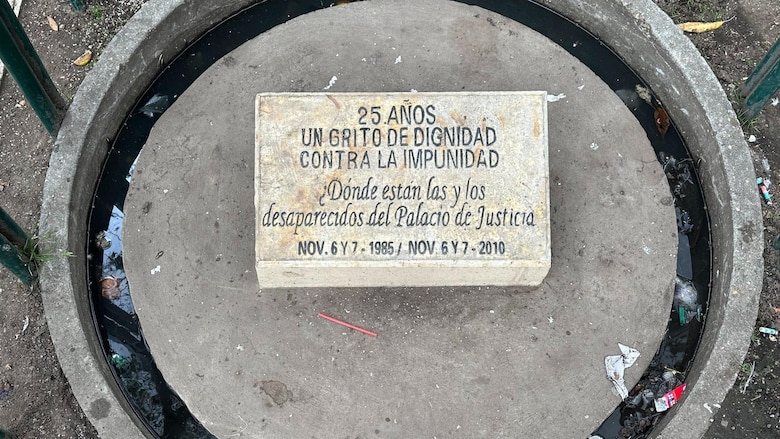 25 AÑOS
UN GRITO DE DIGNIDAD
CONTRA LA IMPUNIDAD
¿Dónde están las y los
desaparecidos del Palacio de Justicia
NOV. 6 Y 7 - 1985 / NOV. 6 Y 7 - 2010